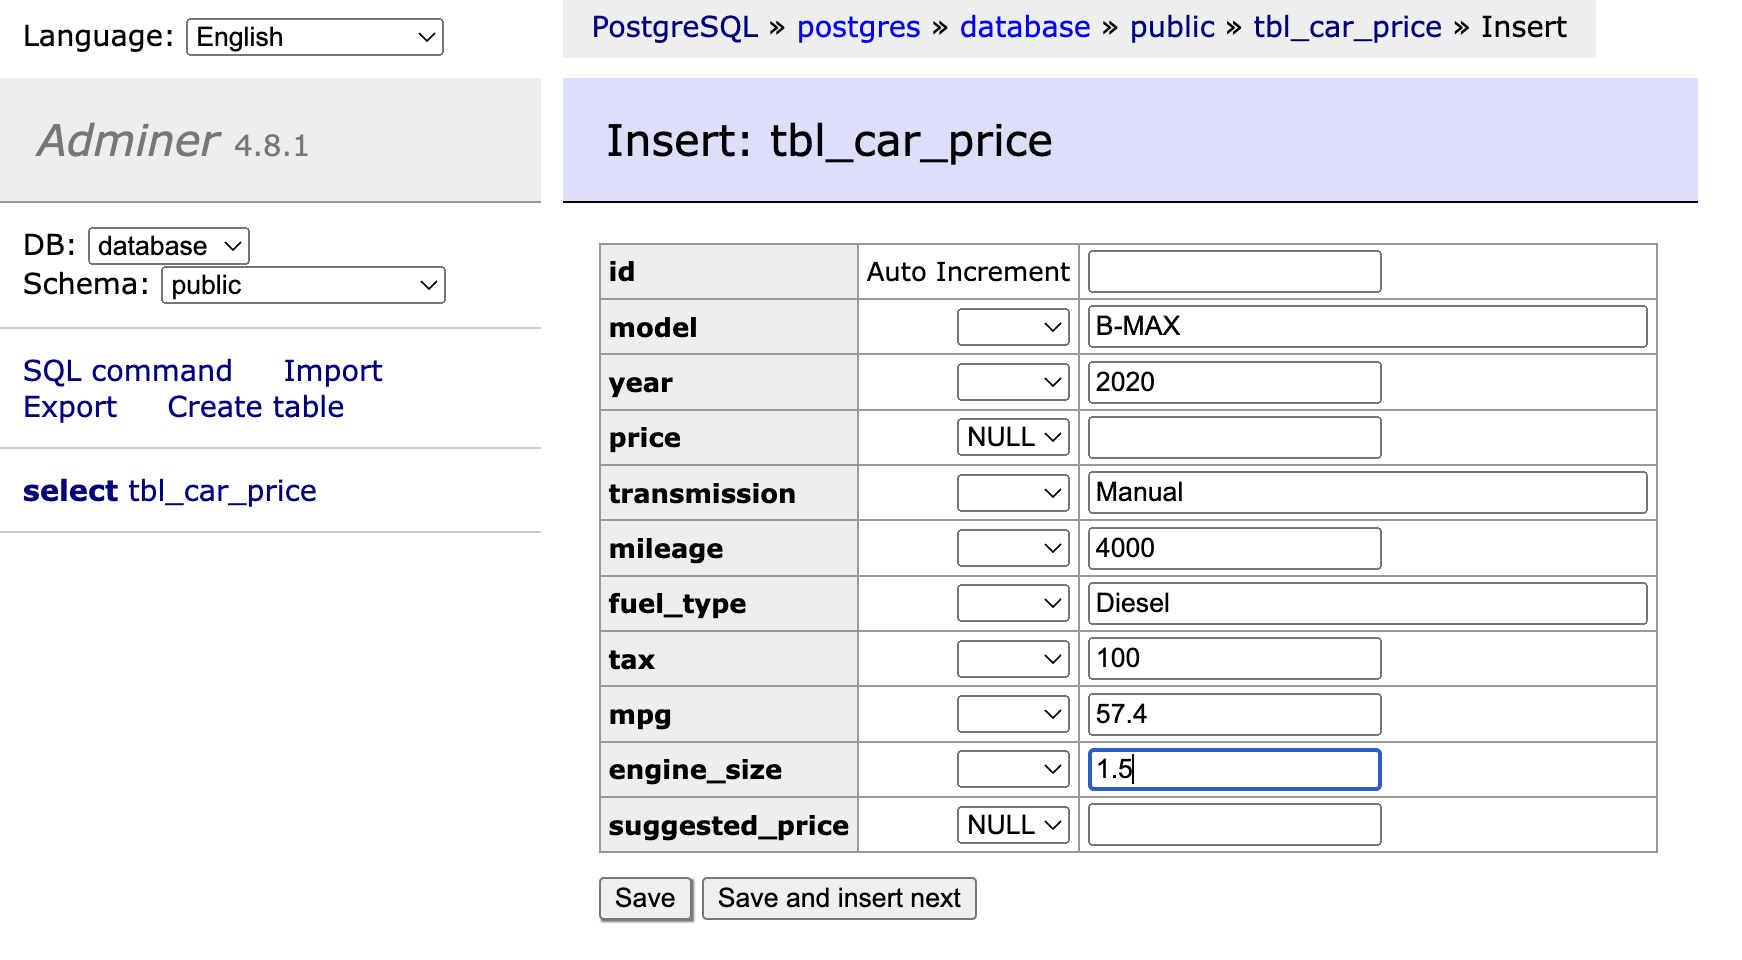 Language: English
PostgreSQL » postgres » database » public » tbl_car_price » Insert
Adminer 4.8.1
DB: database
Schema: public
SQL command Import
Export Create table
select tbl_car_price
Insert: tbl_car_price
id Auto Increment
model B-MAX
year 2020
price NULL
transmission Manual
mileage 4000
fuel_type Diesel
tax 100
mpg 57.4
engine_size 1.5
suggested_price NULL
Save Save and insert next